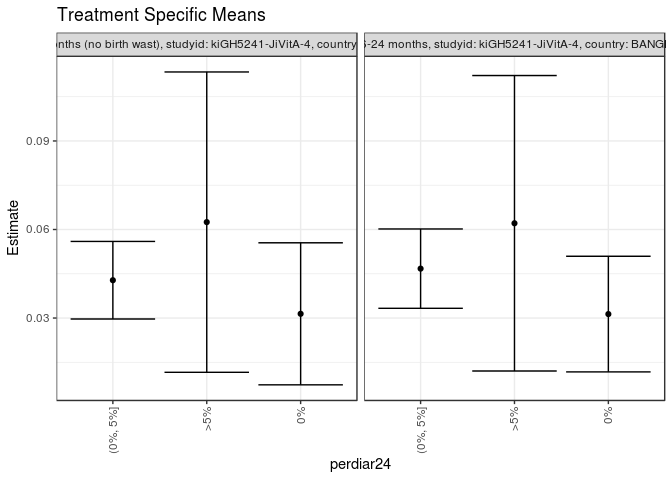 Treatment Specific Means
onths (no birth wast), studyid: kiGH5241-JiVitA-4, country
-24 months, studyid: kiGH5241-JiVitA-4, country: BANG
0.09
0.06
0.03
Estimate
(0%, 5%]
>5%
0%
(0%, 5%]
>5%
0%
perdiar24